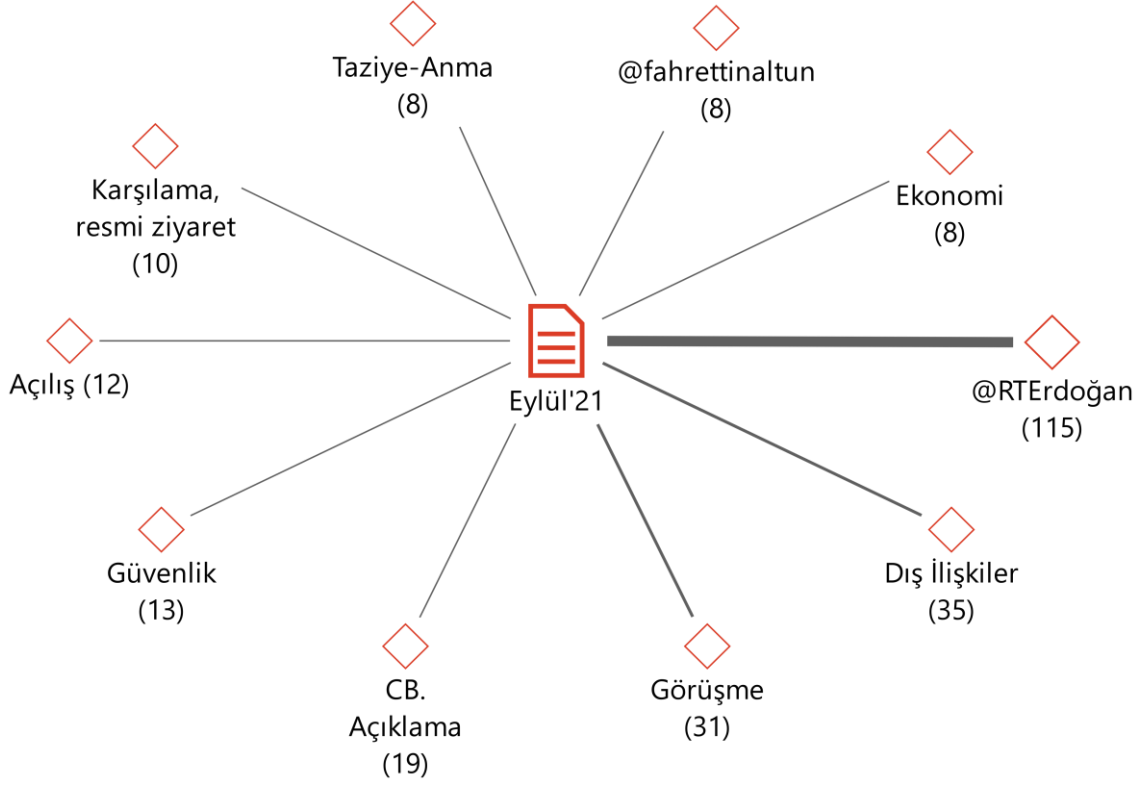 Taziye-Anma
(8)
@fahrettinaltun
(8)
Karşılama,
resmi ziyaret
(10)
Ekonomi
(8)
Açılış (12)
Eylül'21
@RTErdoğan
(115)
Güvenlik
(13)
Dış İlişkiler
(35)
CB.
Açıklama
(19)
Görüşme
(31)